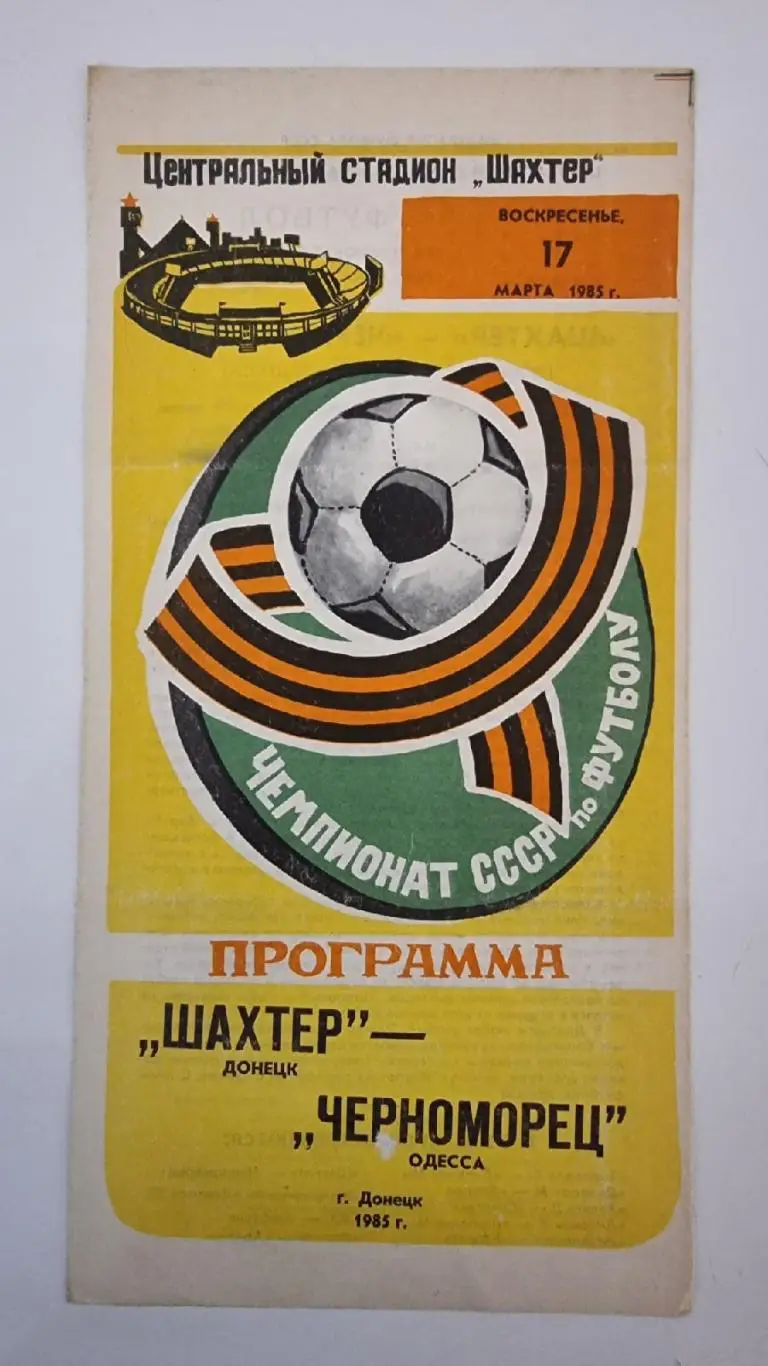 Центральный стадион „Шахтер"
ВОСКРЕСЕНЬЕ,
17
МАРТА 1985 г.
ЧЕМПИОНАТ СССР по ФУТБОЛУ
ПРОГРАММА
„ШАХТЕР"—
ДОНЕЦК
„ЧЕРНОМОРЕЦ"
ОДЕССА
г. Донецк
1985 г.